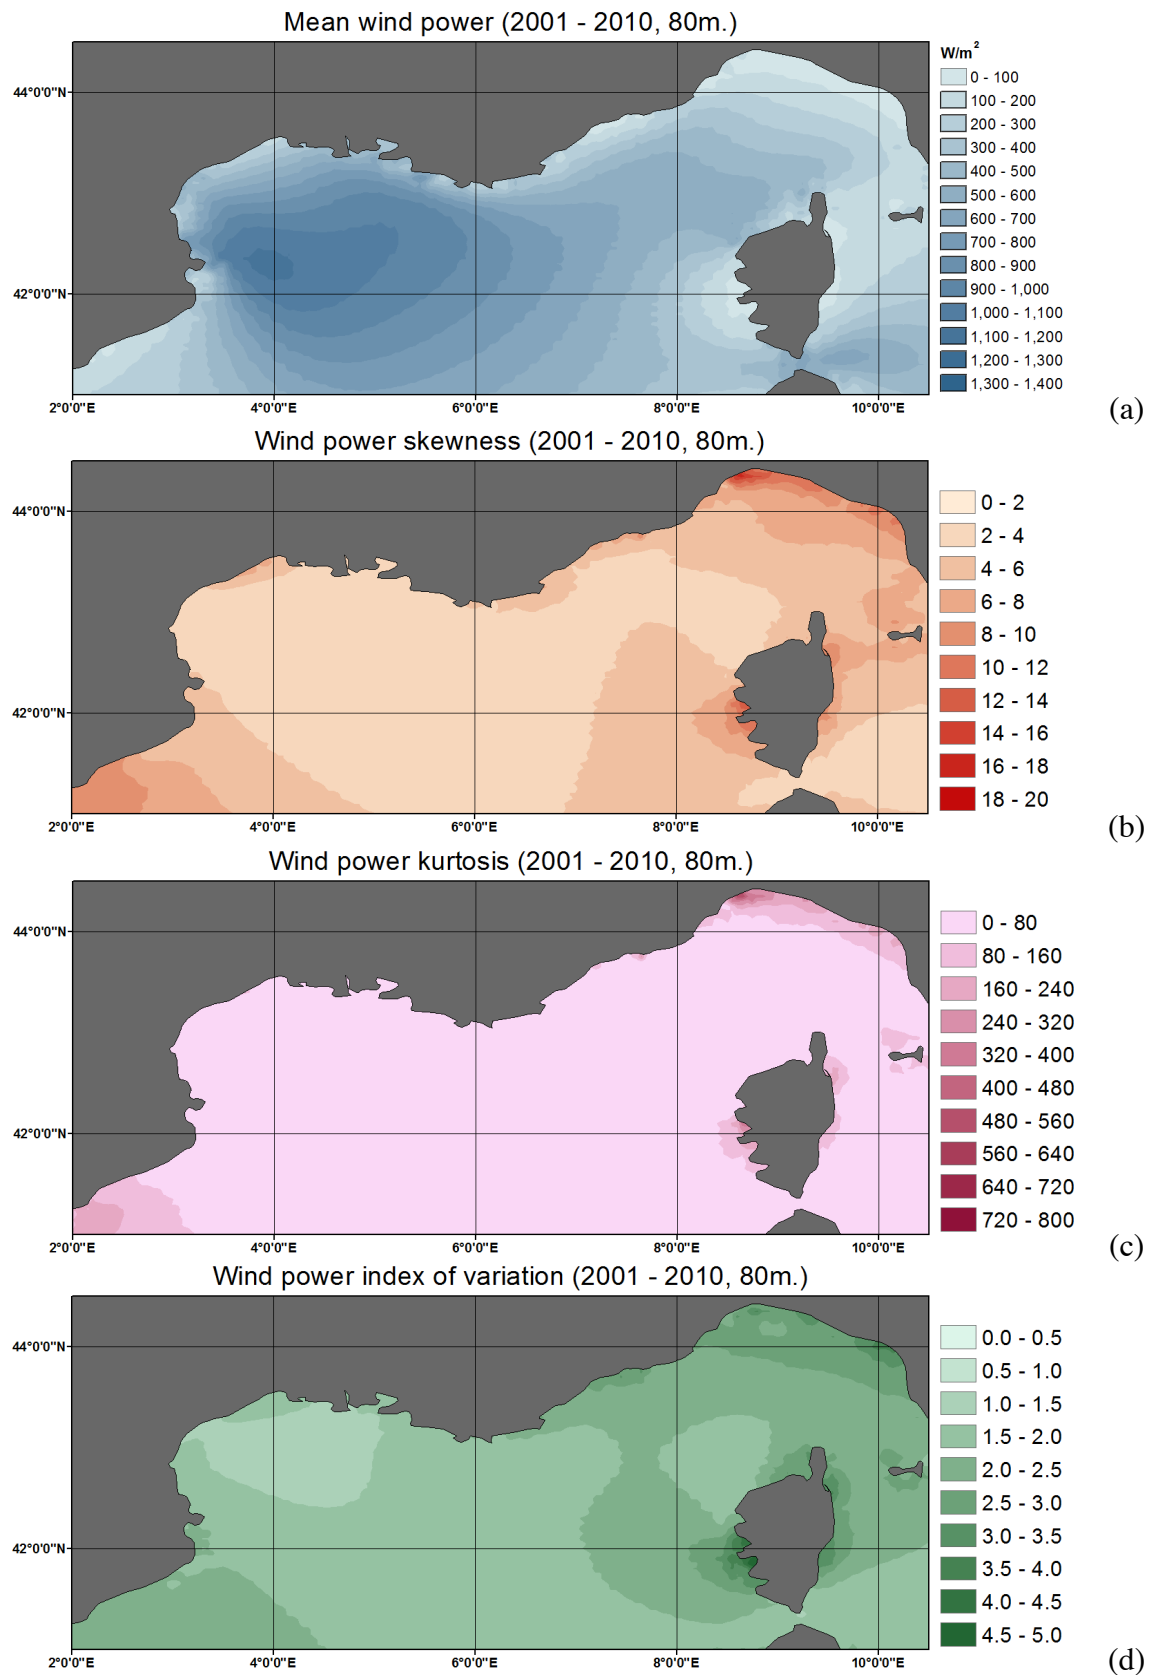 Mean wind power (2001 - 2010, 80m.)
W/m²
0 - 100
100 - 200
200 - 300
300 - 400
400 - 500
500 - 600
600 - 700
700 - 800
800 - 900
900 - 1,000
1,000 - 1,100
1,100 - 1,200
1,200 - 1,300
1,300 - 1,400
44°0'0"N
42°0'0"N
2°0'0"E 4°0'0"E 6°0'0"E 8°0'0"E 10°0'0"E
(a)
Wind power skewness (2001 - 2010, 80m.)
0 - 2
2 - 4
4 - 6
6 - 8
8 - 10
10 - 12
12 - 14
14 - 16
16 - 18
18 - 20
44°0'0"N
42°0'0"N
2°0'0"E 4°0'0"E 6°0'0"E 8°0'0"E 10°0'0"E
(b)
Wind power kurtosis (2001 - 2010, 80m.)
0 - 80
80 - 160
160 - 240
240 - 320
320 - 400
400 - 480
480 - 560
560 - 640
640 - 720
720 - 800
44°0'0"N
42°0'0"N
2°0'0"E 4°0'0"E 6°0'0"E 8°0'0"E 10°0'0"E
(c)
Wind power index of variation (2001 - 2010, 80m.)
0.0 - 0.5
0.5 - 1.0
1.0 - 1.5
1.5 - 2.0
2.0 - 2.5
2.5 - 3.0
3.0 - 3.5
3.5 - 4.0
4.0 - 4.5
4.5 - 5.0
44°0'0"N
42°0'0"N
2°0'0"E 4°0'0"E 6°0'0"E 8°0'0"E 10°0'0"E
(d)